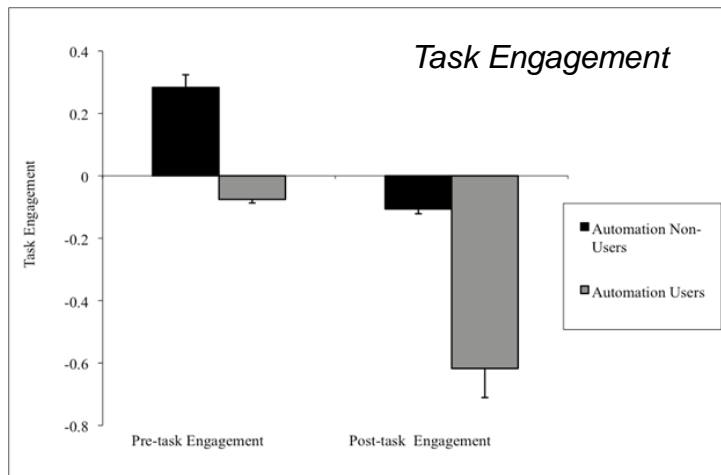 Task Engagement
0.4
0.2
0
-0.2
-0.4
-0.6
-0.8
Task Engagement
Pre-task Engagement
Post-task Engagement
Automation Non-
Users
Automation Users